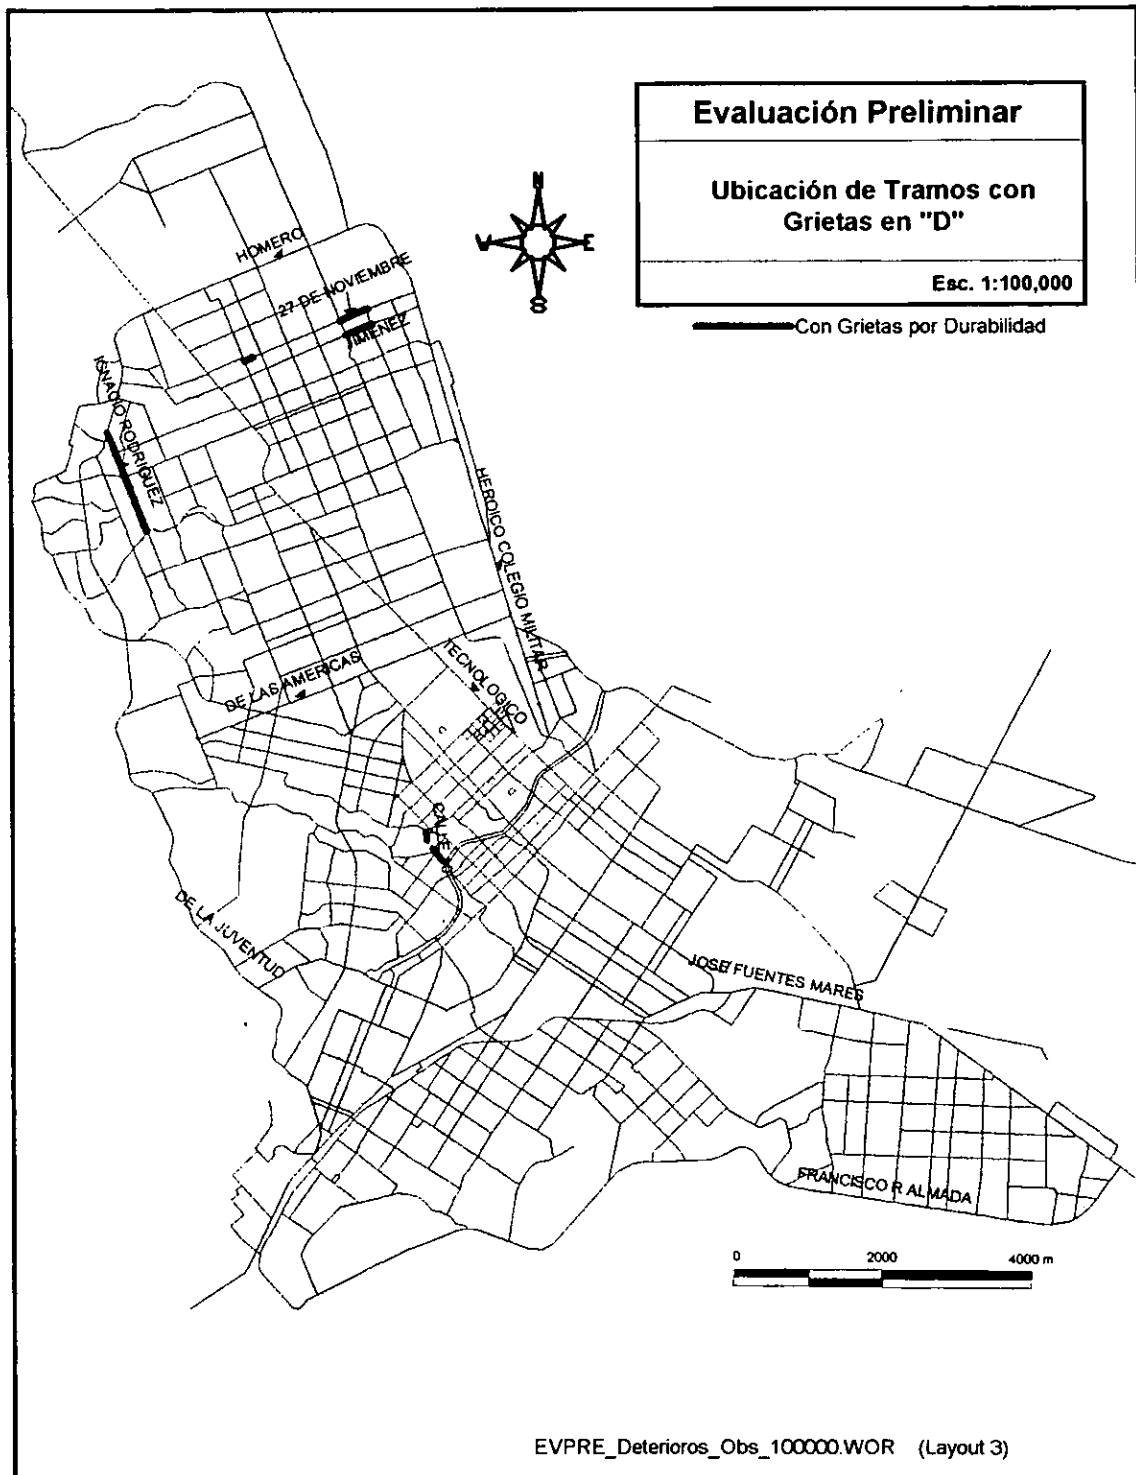 Evaluación Preliminar
Ubicación de Tramos con
Grietas en "D"
Esc. 1:100,000
Con Grietas por Durabilidad
N
W
E
S
HOMERO
27 DE NOVIEMBRE
JIMENEZ
IGNACIO RODRIGUEZ
HEROICO COLEGIO MILITAR
TECNOLOGICO
DE LAS AMERICAS
DE LA JUVENTUD
JOSE FUENTES MARES
FRANCISCO R ALMADA
0 2000 4000 m
EVPRE_Deterioros_Obs_100000.WOR (Layout 3)